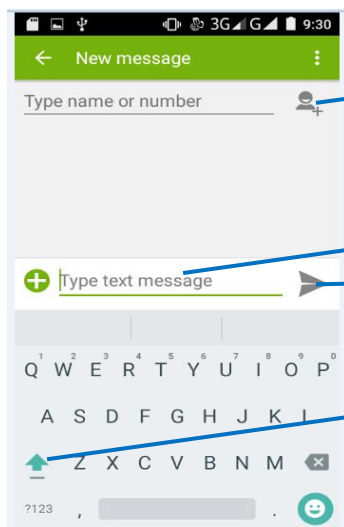 3G G 9:30
New message
Type name or number
Type text message
1 2 3 4 5 6 7 8 9 0
Q W E R T Y U I O P
A S D F G H J K L
Z X C V B N M
?123 , .